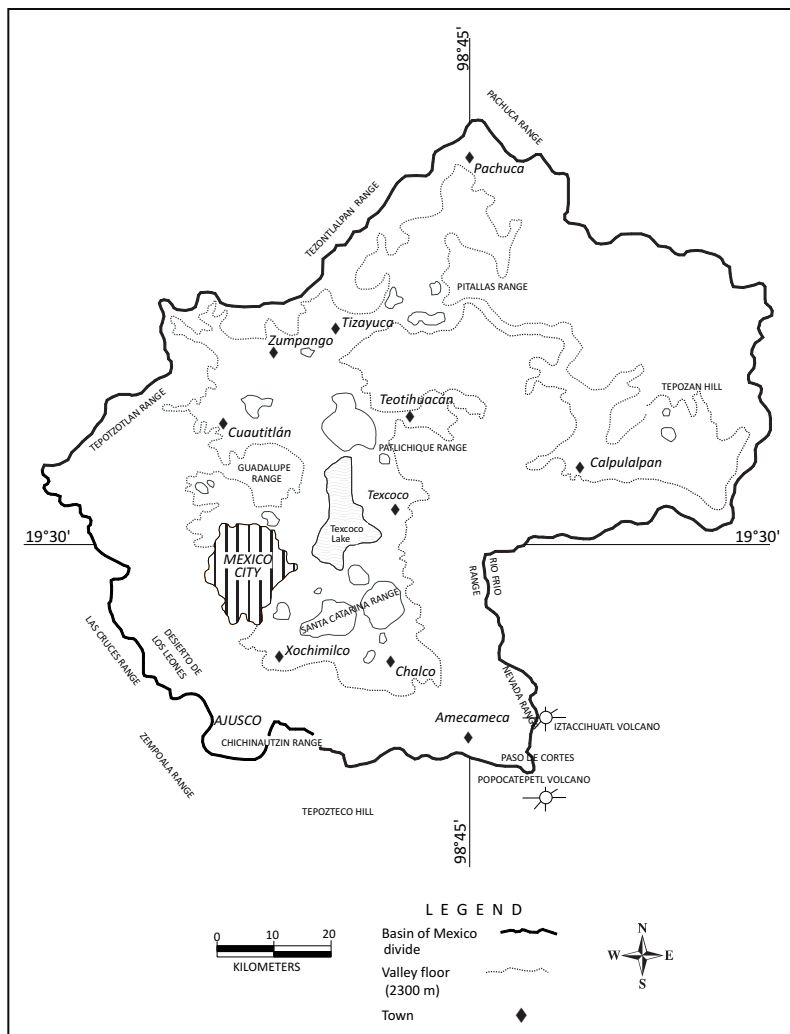 98°45'
PACHUCA RANGE
Pachuca
TEZONTLALPAN RANGE
PITALLAS RANGE
Tizayuca
Zumpango
TEPOZAN HILL
Teotihuacán
TEPOTZOTLAN RANGE
Cuautitlán
PATLICHIQUE RANGE
Calpulalpan
GUADALUPE
RANGE
Texcoco
Texcoco
Lake
19°30'
19°30'
MEXICO
CITY
RIO FRIO
RANGE
SANTA CATARINA RANGE
LAS CRUCES RANGE
DESIERTO DE
LOS LEONES
Xochimilco
Chalco
NEVADA RANG
AJUSCO
Amecameca
IZTACCIHUATL VOLCANO
ZEMPOALA RANGE
CHICHINAUTZIN RANGE
PASO DE CORTES
POPOCATEPETL VOLCANO
TEPOZTECO HILL
98°45'
LEGEND
0 10 20
KILOMETERS
Basin of Mexico
divide
Valley floor
(2300 m)
Town
N
W E
S